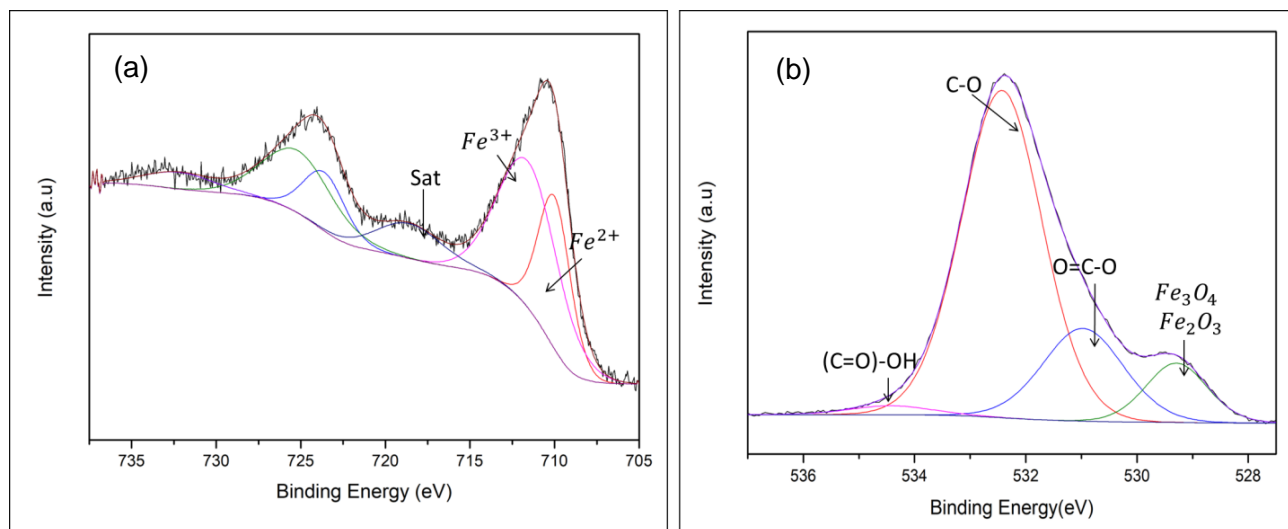 (a)
Fe³⁺
Sat
Fe²⁺
Intensity (a.u)
735 730 725 720 715 710 705
Binding Energy (eV)
(b)
C-O
O=C-O
Fe₃O₄
Fe₂O₃
(C=O)-OH
Intensity (a.u)
536 534 532 530 528
Binding Energy(eV)